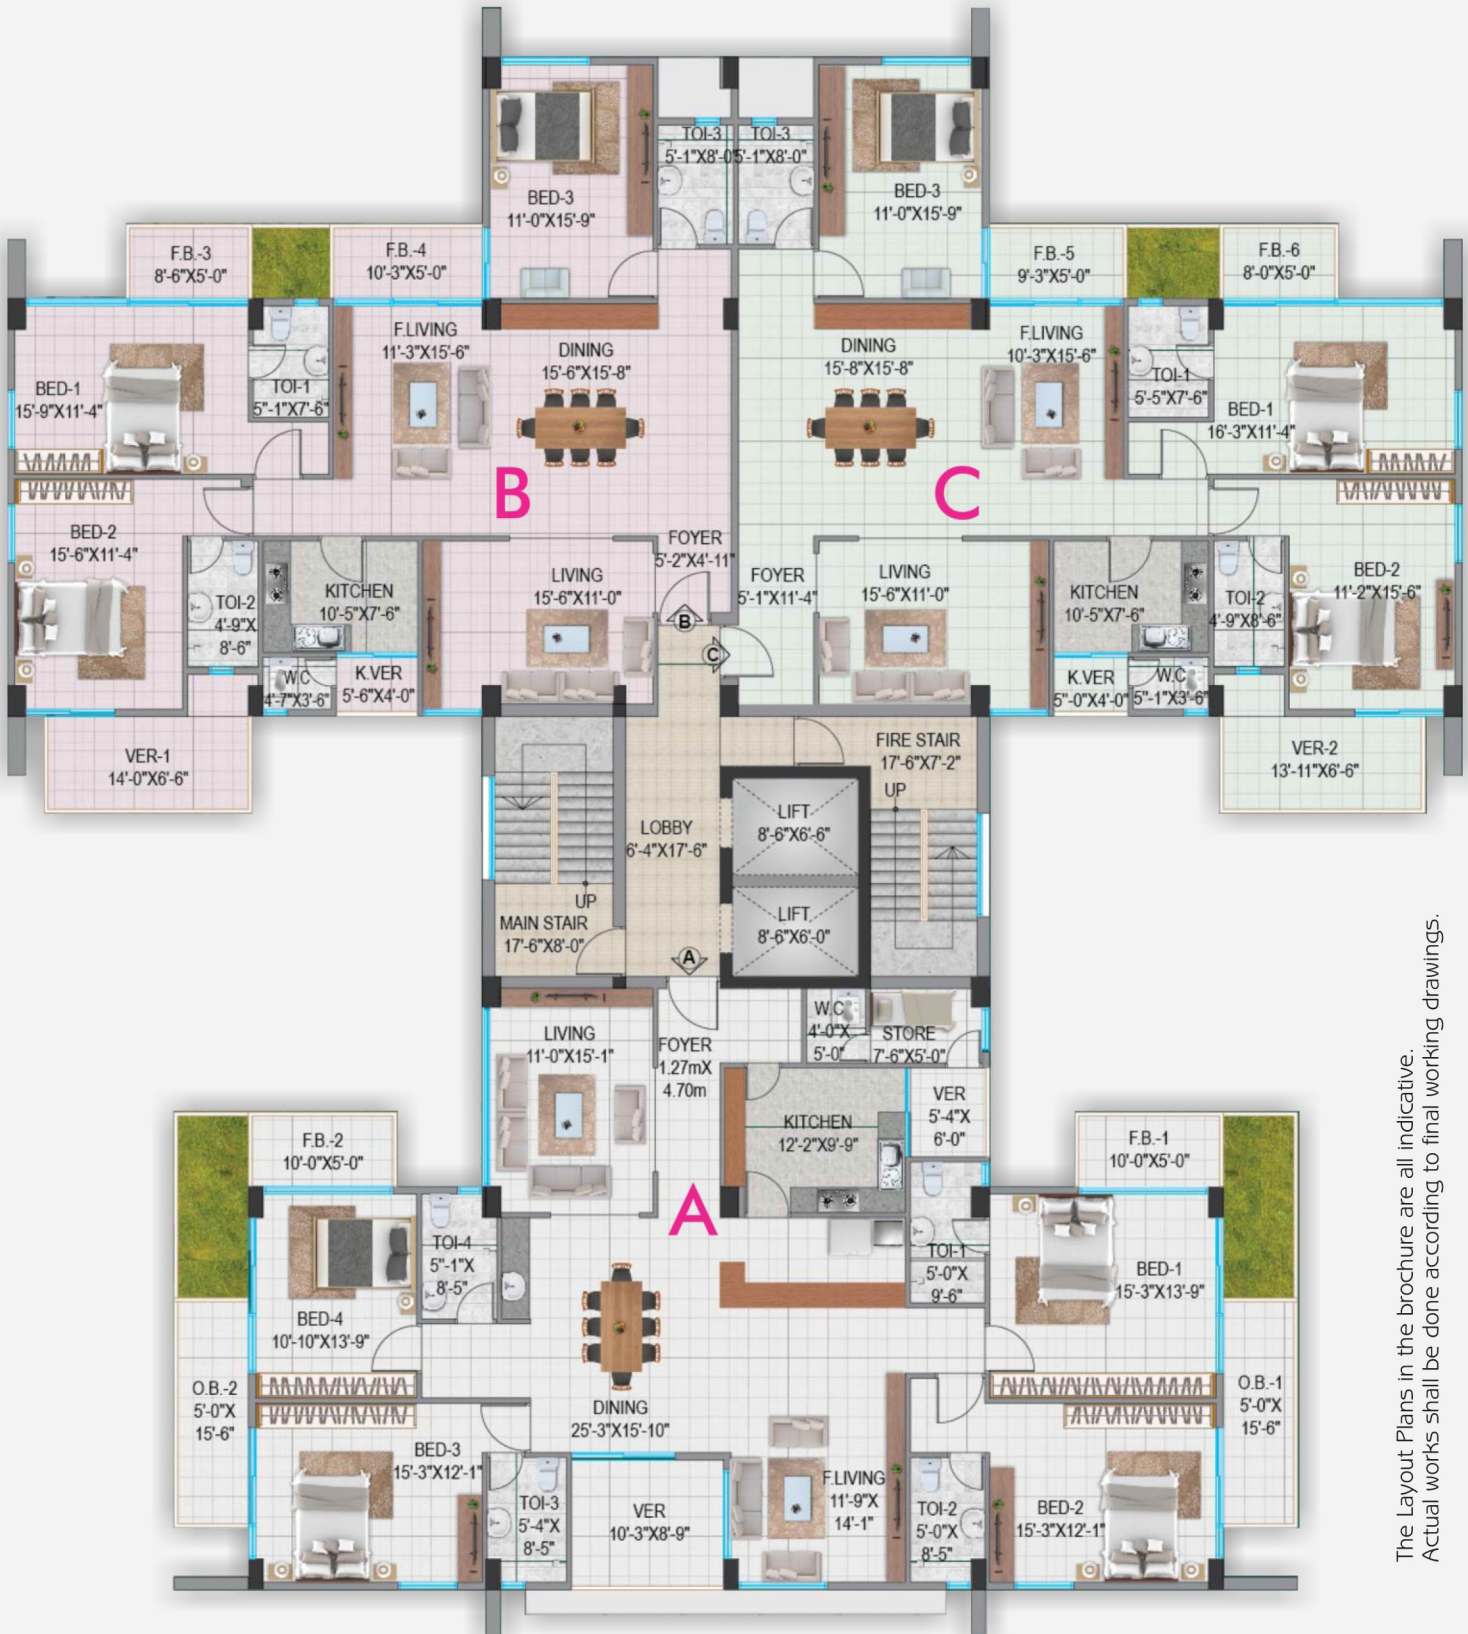 TOI-3
5'-1"X8'-0"
TOI-3
5'-1"X8'-0"
BED-3
11'-0"X15'-9"
BED-3
11'-0"X15'-9"
F.B.-3
8'-6"X5'-0"
F.B.-4
10'-3"X5'-0"
F.B.-5
9'-3"X5'-0"
F.B.-6
8'-0"X5'-0"
F.LIVING
11'-3"X15'-6"
DINING
15'-6"X15'-8"
DINING
15'-8"X15'-8"
F.LIVING
10'-3"X15'-6"
BED-1
15'-9"X11'-4"
TOI-1
5"-1"X7'-6"
TOI-1
5'-5"X7'-6"
BED-1
16'-3"X11'-4"
B
C
BED-2
15'-6"X11'-4"
FOYER
5'-2"X4'-11"
TOI-2
4'-9"X
8'-6"
KITCHEN
10'-5"X7'-6"
LIVING
15'-6"X11'-0"
FOYER
5'-1"X11'-4"
LIVING
15'-6"X11'-0"
KITCHEN
10'-5"X7'-6"
TOI-2
4'-9"X8'-6"
BED-2
11'-2"X15'-6"
B
C
W.C
4'-7"X3'-6"
K.VER
5'-6"X4'-0"
K.VER
5"-0"X4'-0"
W.C
5"-1"X3'-6"
VER-1
14'-0"X6'-6"
FIRE STAIR
17'-6"X7'-2"
UP
VER-2
13'-11"X6'-6"
LOBBY
6'-4"X17'-6"
LIFT
8'-6"X6'-6"
UP
MAIN STAIR
17'-6"X8'-0"
LIFT
8'-6"X6'-0"
A
LIVING
11'-0"X15'-1"
FOYER
1.27mX
4.70m
W.C
4'-0"X
5'-0"
STORE
7'-6"X5'-0"
KITCHEN
12'-2"X9'-9"
VER
5'-4"X
6'-0"
F.B.-2
10'-0"X5'-0"
F.B.-1
10'-0"X5'-0"
A
TOI-4
5"-1"X
8'-5"
TOI-1
5'-0"X
9'-6"
BED-1
15'-3"X13'-9"
BED-4
10'-10"X13'-9"
O.B.-2
5'-0"X
15'-6"
DINING
25'-3"X15'-10"
O.B.-1
5'-0"X
15'-6"
BED-3
15'-3"X12'-1"
TOI-3
5'-4"X
8'-5"
VER
10'-3"X8'-9"
F.LIVING
11'-9"X
14'-1"
TOI-2
5'-0"X
8'-5"
BED-2
15'-3"X12'-1"
The Layout Plans in the brochure are all indicative.
Actual works shall be done according to final working drawings.